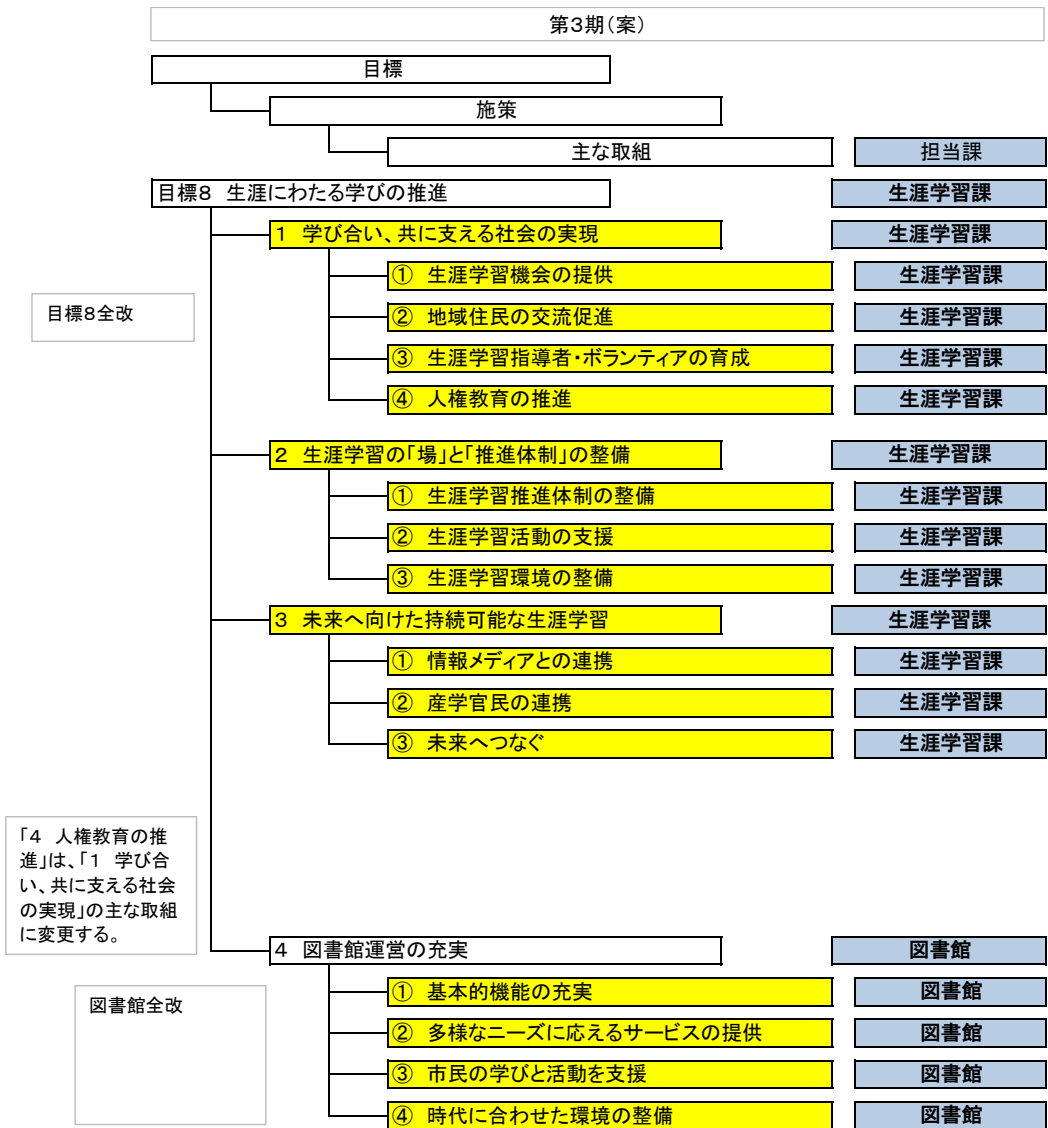 第3期(案)
目標
施策
主な取組
担当課
目標8 生涯にわたる学びの推進
生涯学習課
1 学び合い、共に支える社会の実現
生涯学習課
① 生涯学習機会の提供
生涯学習課
目標8全改
② 地域住民の交流促進
生涯学習課
③ 生涯学習指導者・ボランティアの育成
生涯学習課
④ 人権教育の推進
生涯学習課
2 生涯学習の「場」と「推進体制」の整備
生涯学習課
① 生涯学習推進体制の整備
生涯学習課
② 生涯学習活動の支援
生涯学習課
③ 生涯学習環境の整備
生涯学習課
3 未来へ向けた持続可能な生涯学習
生涯学習課
① 情報メディアとの連携
生涯学習課
② 産学官民の連携
生涯学習課
③ 未来へつなぐ
生涯学習課
「4 人権教育の推
進」は、「1 学び合
い、共に支える社会
の実現」の主な取組
に変更する。
4 図書館運営の充実
図書館
図書館全改
① 基本的機能の充実
図書館
② 多様なニーズに応えるサービスの提供
図書館
③ 市民の学びと活動を支援
図書館
④ 時代に合わせた環境の整備
図書館